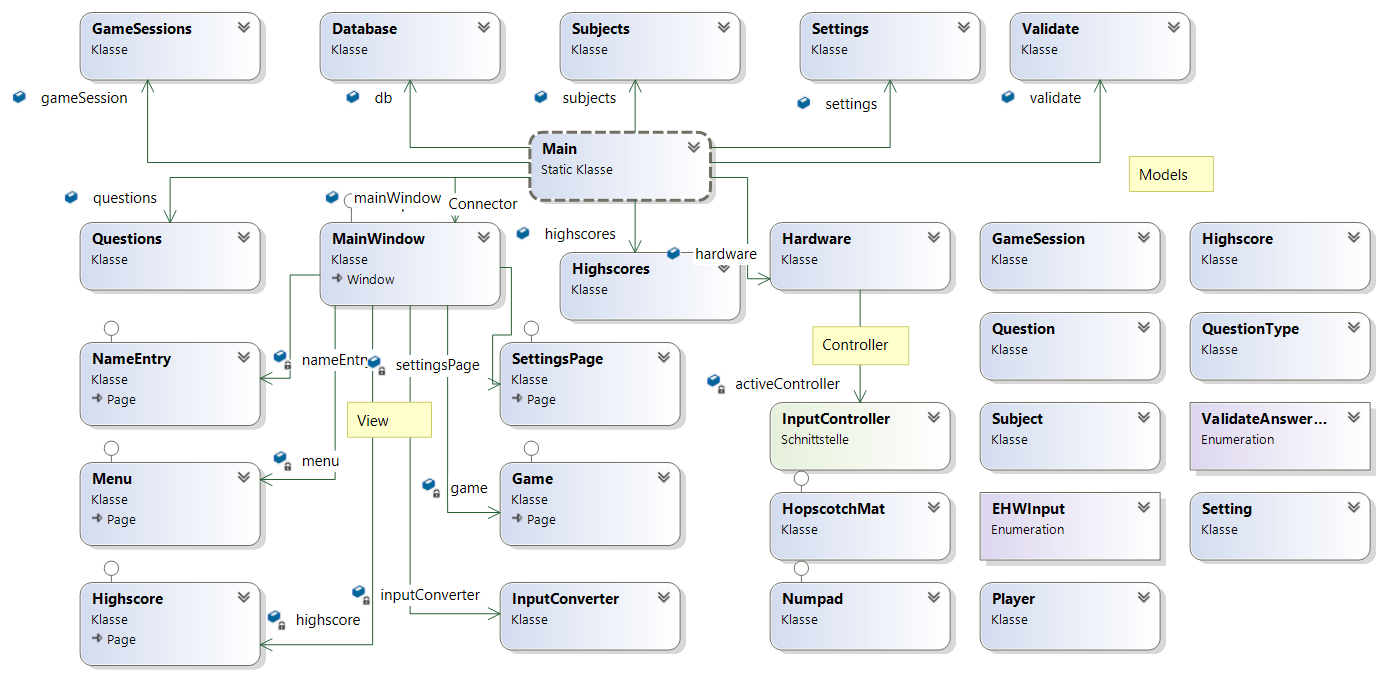 GameSessions
Klasse
Database
Klasse
Subjects
Klasse
Settings
Klasse
Validate
Klasse
gameSession
db
subjects
settings
validate
Main
Static Klasse
Models
questions
mainWindow
Connector
highscores
hardware
Questions
Klasse
MainWindow
Klasse
Window
Highscores
Klasse
Hardware
Klasse
GameSession
Klasse
Highscore
Klasse
NameEntry
Klasse
Page
nameEntry
settingsPage
SettingsPage
Klasse
Page
Controller
activeController
Question
Klasse
QuestionType
Klasse
View
InputController
Schnittstelle
Subject
Klasse
ValidateAnswer...
Enumeration
Menu
Klasse
Page
menu
game
Game
Klasse
Page
HopscotchMat
Klasse
EHWInput
Enumeration
Setting
Klasse
Highscore
Klasse
Page
highscore
inputConverter
InputConverter
Klasse
Numpad
Klasse
Player
Klasse